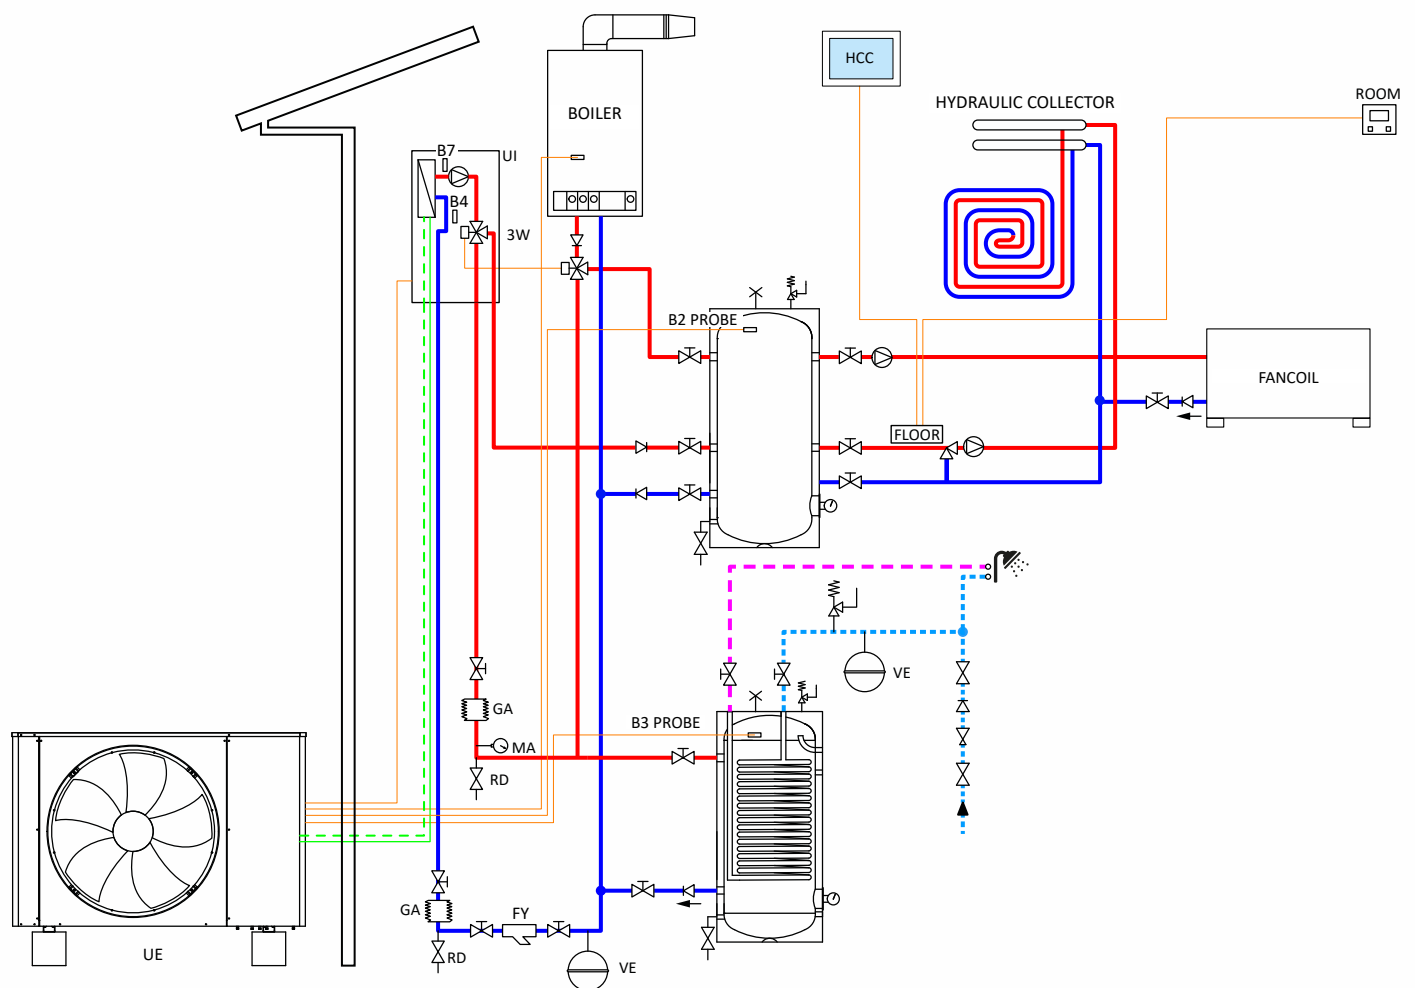 HCC
ROOM
HYDRAULIC COLLECTOR
BOILER
B7
UI
B4
3W
B2 PROBE
FANCOIL
FLOOR
VE
GA
B3 PROBE
MA
RD
GA
FY
UE
RD
VE